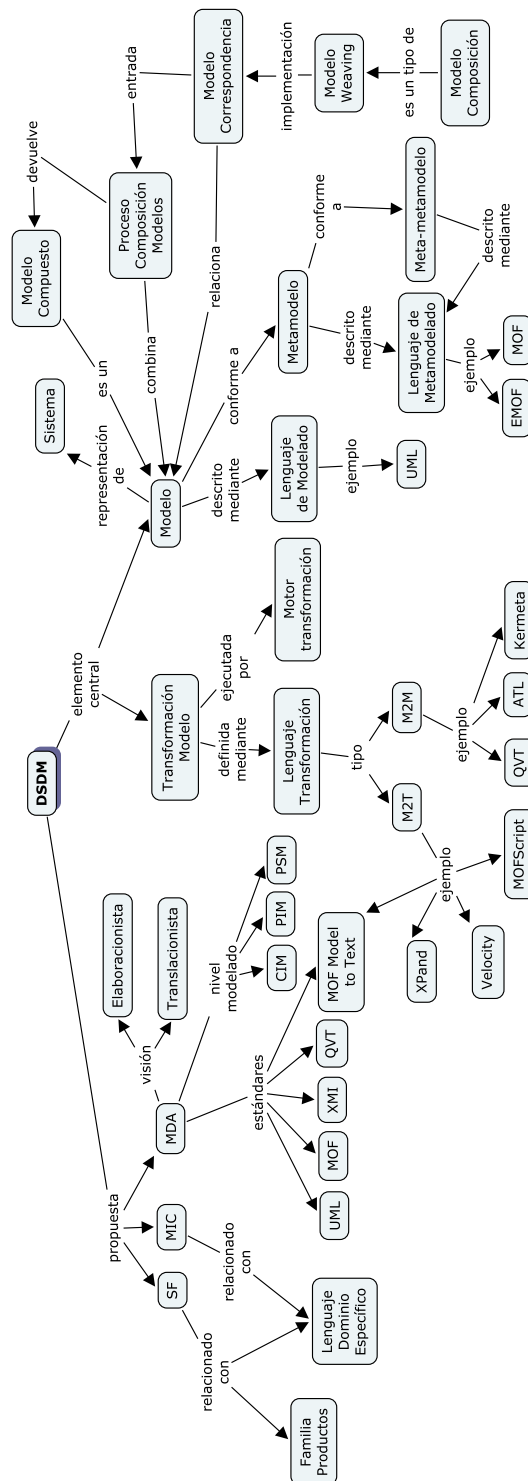 DSDM
propuesta
elemento
central
SF
MIC
MDA
relacionado
con
Familia
Productos
relacionado
con
Lenguaje
Dominio
Específico
visión
Elaboracionista
Translacionista
nivel
modelado
CIM
PIM
PSM
estándares
UML
MOF
XMI
QVT
MOF Model
to Text
Transformación
Modelo
definida
mediante
ejecutada
por
Lenguaje
Transformación
Motor
transformación
tipo
M2T
M2M
ejemplo
XPand
Velocity
MOFScript
ejemplo
QVT
ATL
Kermeta
Modelo
representación
de
Sistema
es un
Modelo
Compuesto
devuelve
combina
Proceso
Composición
Modelos
entrada
relaciona
Modelo
Correspondencia
implementación
Modelo
Weaving
es un tipo de
Modelo
Composición
descrito
mediante
Lenguaje
de Modelado
ejemplo
UML
conforme a
Metamodelo
conforme
a
Meta-metamodelo
descrito
mediante
descrito
mediante
Lenguaje de
Metamodelado
ejemplo
EMOF
MOF